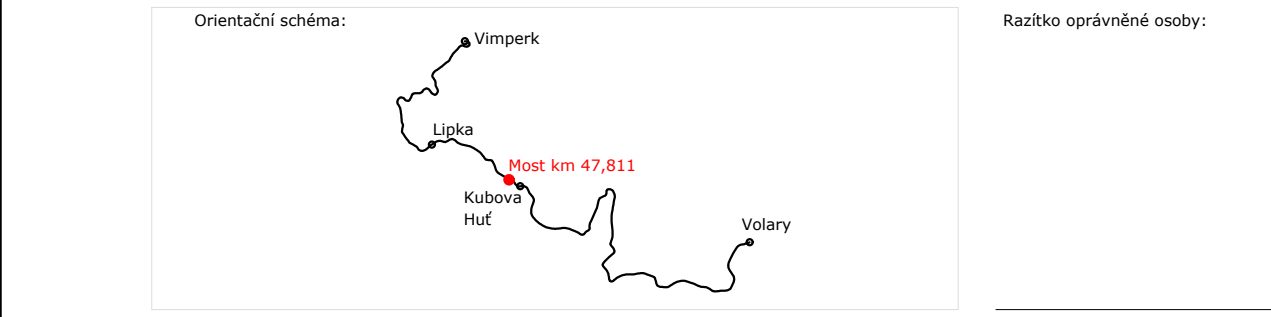 Orientační schéma:
Razítko oprávněné osoby:
Vimperk
Lipka
Most km 47,811
Kubova
Huť
Volary